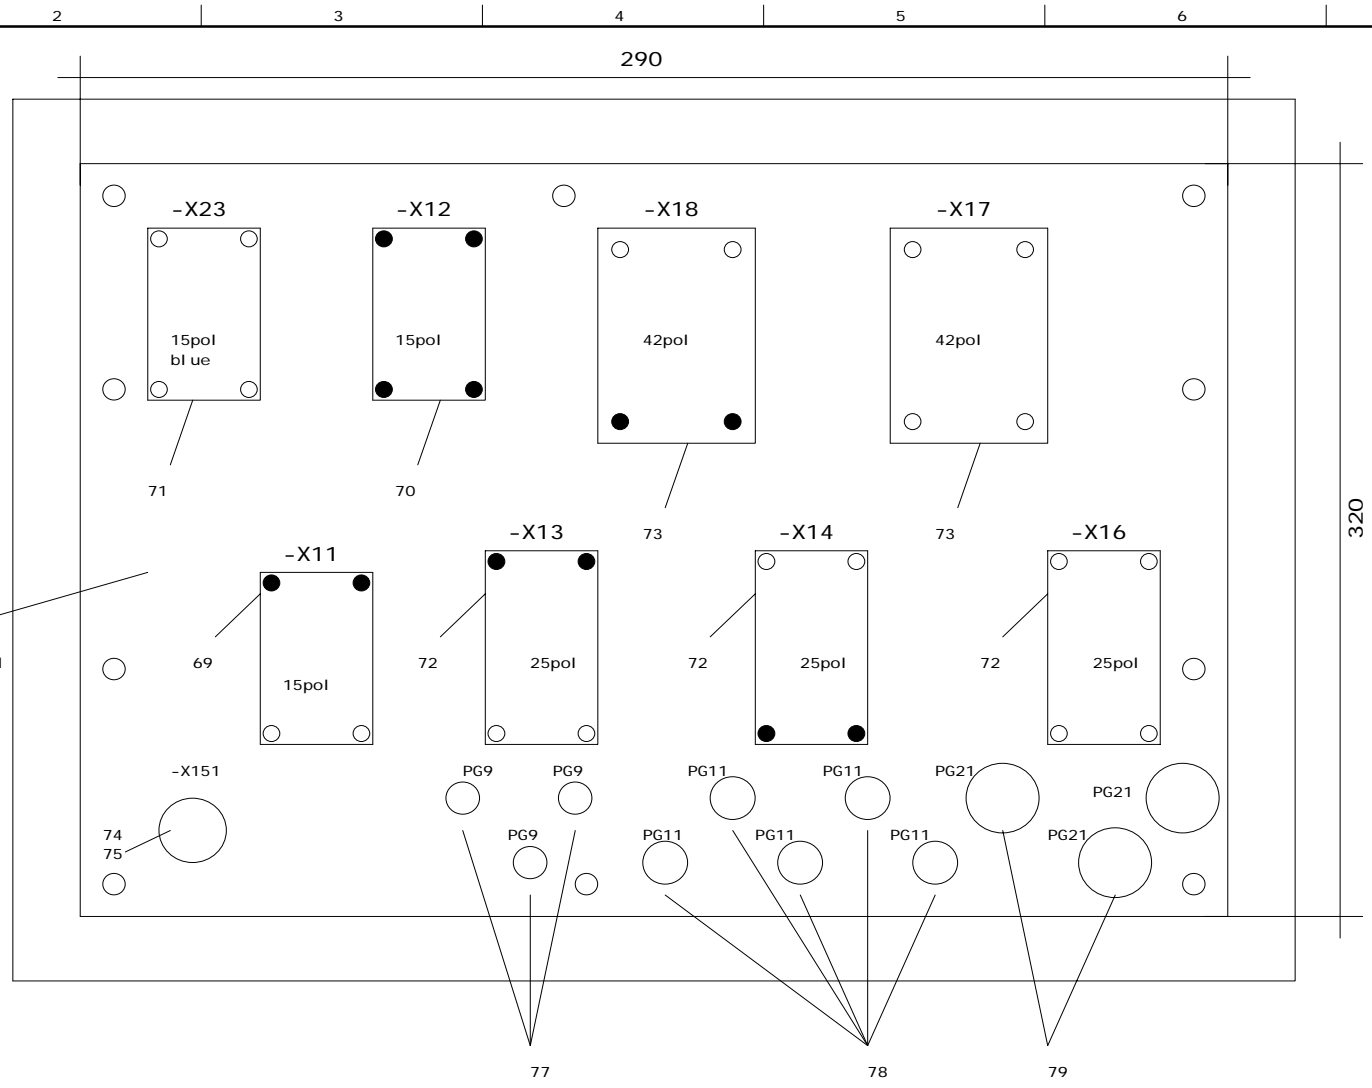 2 3 4 5 6
290
-X23 -X12 -X18 -X17
15pol 15pol 42pol 42pol
blue
71 70
73 73
320
-X11 -X13 -X14 -X16
69 72 25pol 72 25pol 72 25pol
15pol
-X151 PG9 PG9 PG11 PG11 PG21
PG21
74 PG9 PG11 PG11 PG11 PG21
75
77 78 79